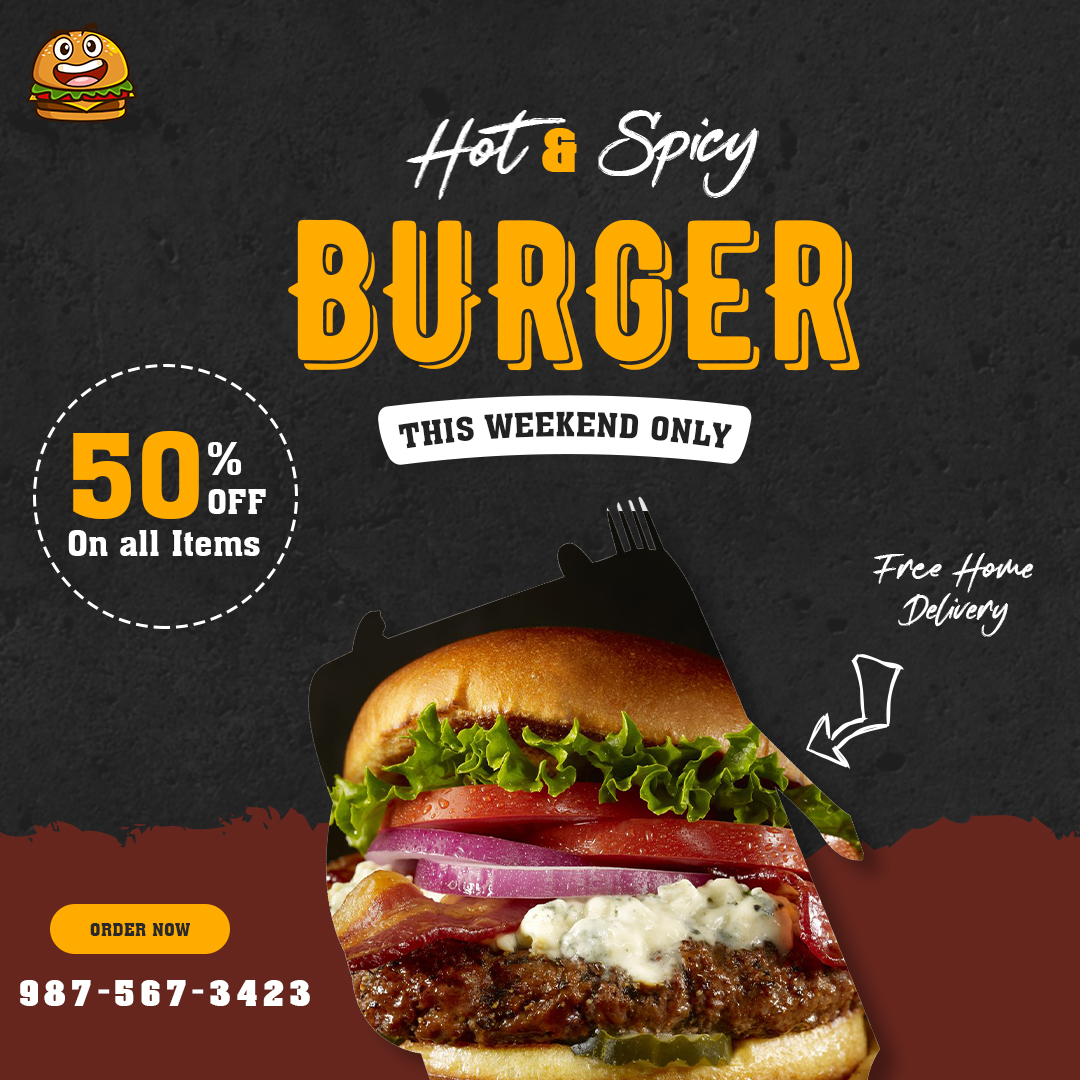 Hot & Spicy
BURGER
THIS WEEKEND ONLY
50% OFF
On all Items
Free Home
Delivery
ORDER NOW
987-567-3423